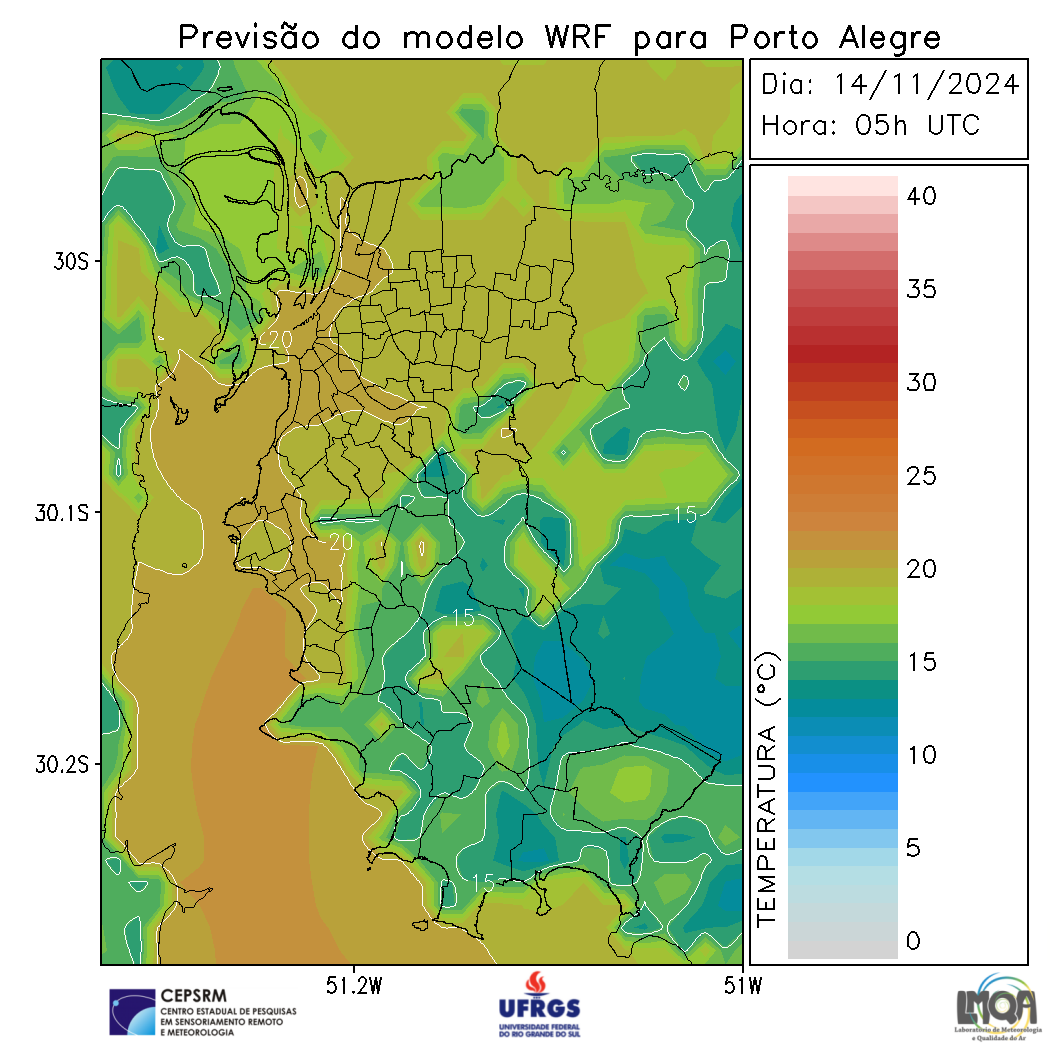 Previsão do modelo WRF para Porto Alegre
Dia: 14/11/2024
Hora: 05h UTC
30S
30.1S
30.2S
51.2W
51W
20
20
15
15
15
TEMPERATURA (°C)
40
35
30
25
20
15
10
5
0
CEPSRM
CENTRO ESTADUAL DE PESQUISAS
EM SENSORIAMENTO REMOTO
E METEOROLOGIA
UFRGS
UNIVERSIDADE FEDERAL
DO RIO GRANDE DO SUL
LMQA
Laboratório de Meteorologia
e Qualidade do Ar